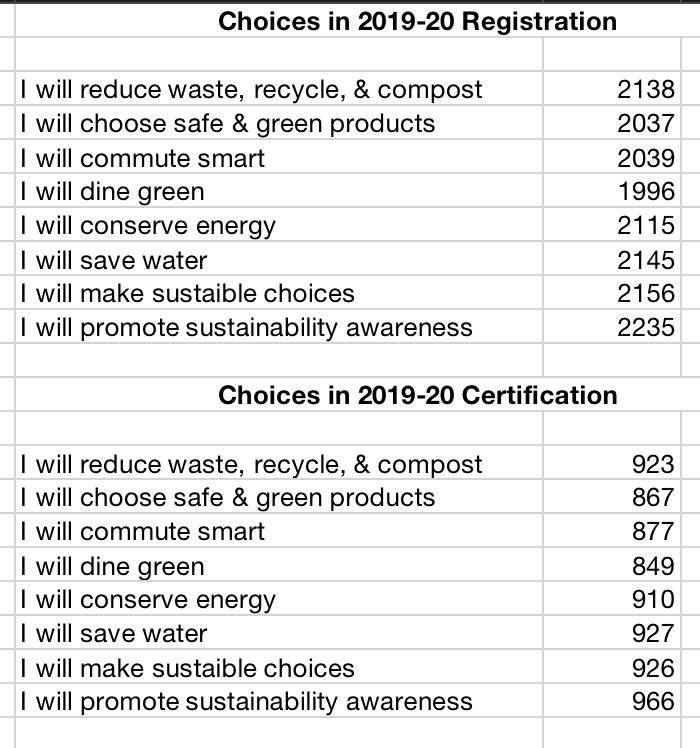 Choices in 2019-20 Registration
I will reduce waste, recycle, & compost 2138
I will choose safe & green products 2037
I will commute smart 2039
I will dine green 1996
I will conserve energy 2115
I will save water 2145
I will make sustaible choices 2156
I will promote sustainability awareness 2235
Choices in 2019-20 Certification
I will reduce waste, recycle, & compost 923
I will choose safe & green products 867
I will commute smart 877
I will dine green 849
I will conserve energy 910
I will save water 927
I will make sustaible choices 926
I will promote sustainability awareness 966